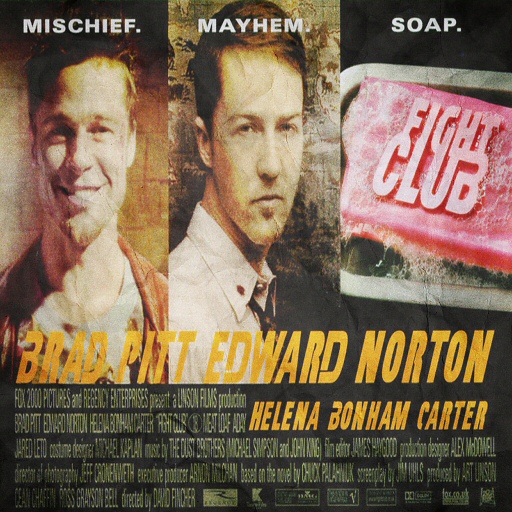 MISCHIEF. MAYHEM. SOAP.
FIGHT
CLUB
BRAD PITT EDWARD NORTON
HELENA BONHAM CARTER
FOX 2000 PICTURES and REGENCY ENTERPRISES present a LINSON FILMS production
BRAD PITT EDWARD NORTON HELENA BONHAM CARTER "FIGHT CLUB" MEAT LOAF ADAY
JARED LETO costume designer MICHAEL KAPLAN music by THE DUST BROTHERS (MICHAEL SIMPSON and JOHN KING) film editor JAMES HAYGOOD production designer ALEX McDOWELL
director of photography JEFF CRONENWETH executive producer ARNON MILCHAN based on the novel by CHUCK PALAHNIUK screenplay by JIM UHLS produced by ART LINSON
CEAN CHAFFIN ROSS GRAYSON BELL directed by DAVID FINCHER